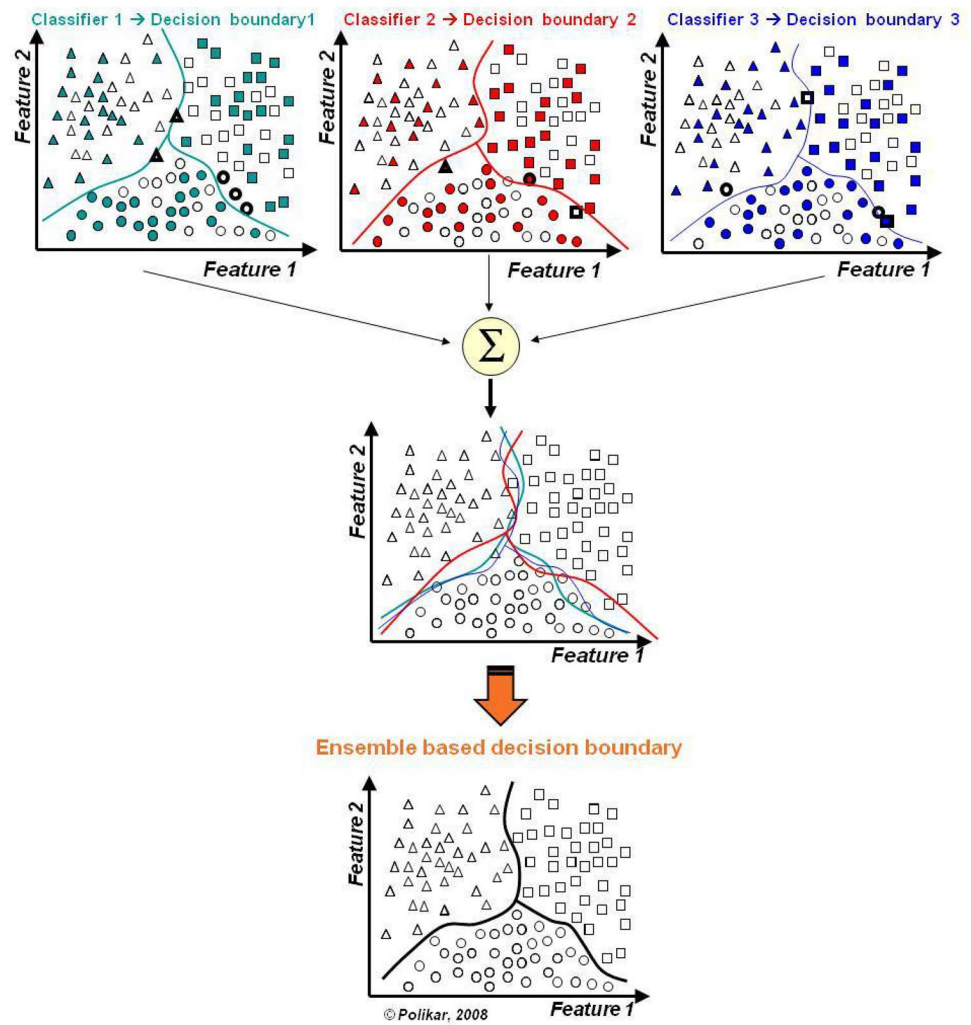 Classifier 1 → Decision boundary1
Classifier 2 → Decision boundary 2
Classifier 3 → Decision boundary 3
Feature 2
Feature 1
Feature 2
Feature 1
Feature 2
Feature 1
Σ
Feature 2
Feature 1
Ensemble based decision boundary
Feature 2
Feature 1
© Polikar, 2008